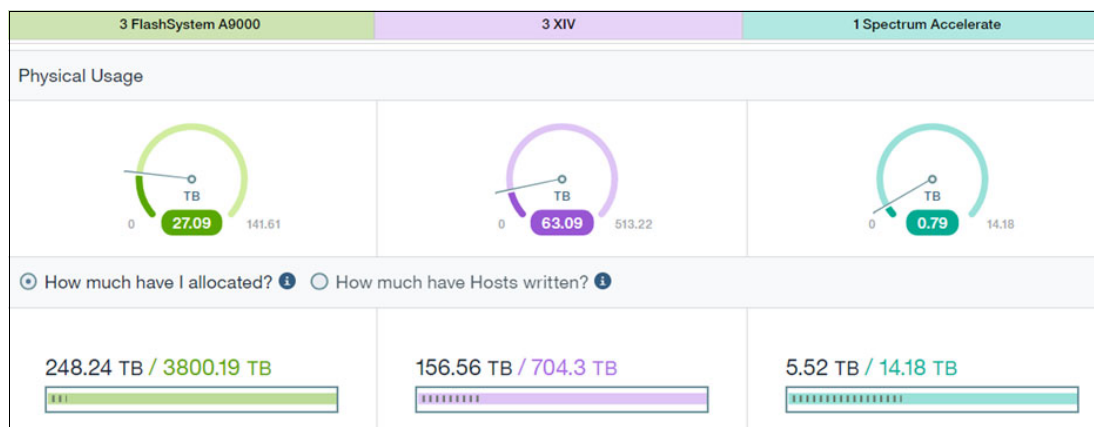 3 FlashSystem A9000 3 XIV 1 Spectrum Accelerate
Physical Usage
TB TB TB
0 27.09 141.61 0 63.09 513.22 0 0.79 14.18
How much have I allocated? i How much have Hosts written? i
248.24 TB / 3800.19 TB 156.56 TB / 704.3 TB 5.52 TB / 14.18 TB